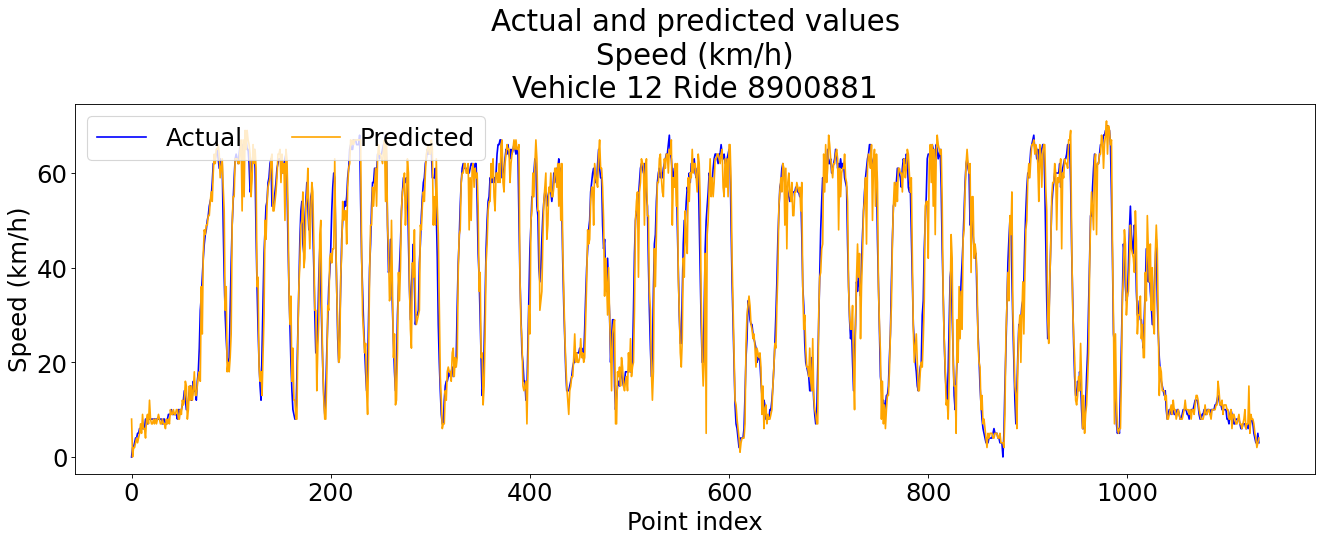 Actual and predicted values
Speed (km/h)
Vehicle 12 Ride 8900881
Actual Predicted
Speed (km/h)
60
40
20
0
0 200 400 600 800 1000
Point index